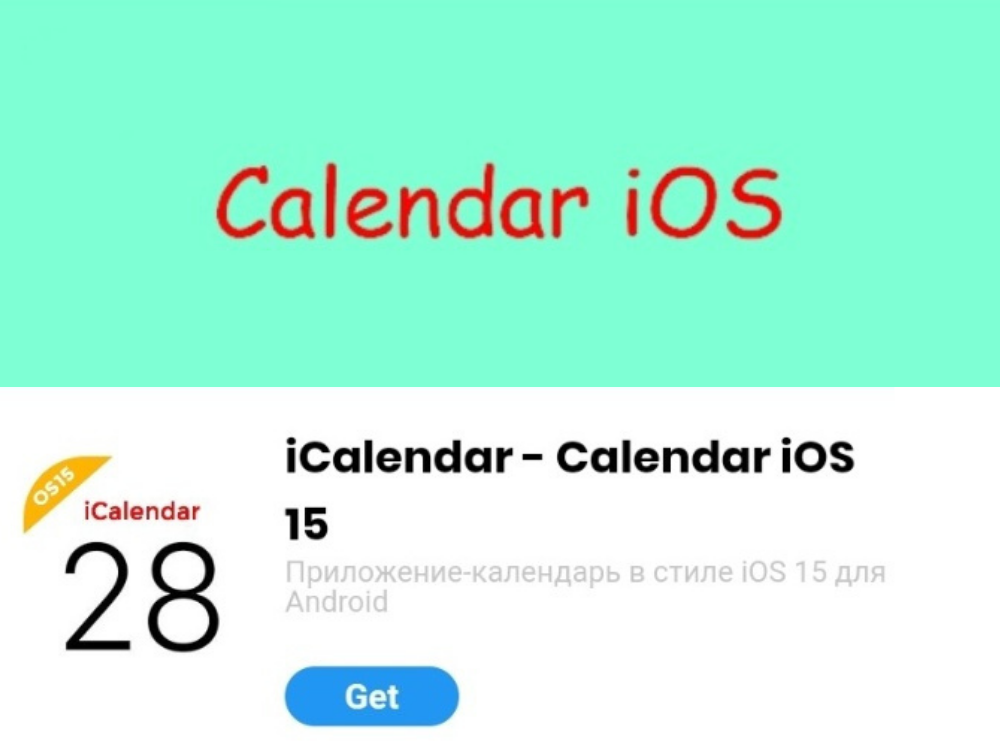 Calendar iOS
iCalendar - Calendar iOS
15
OS15
iCalendar
28
Приложение-календарь в стиле iOS 15 для
Android
Get